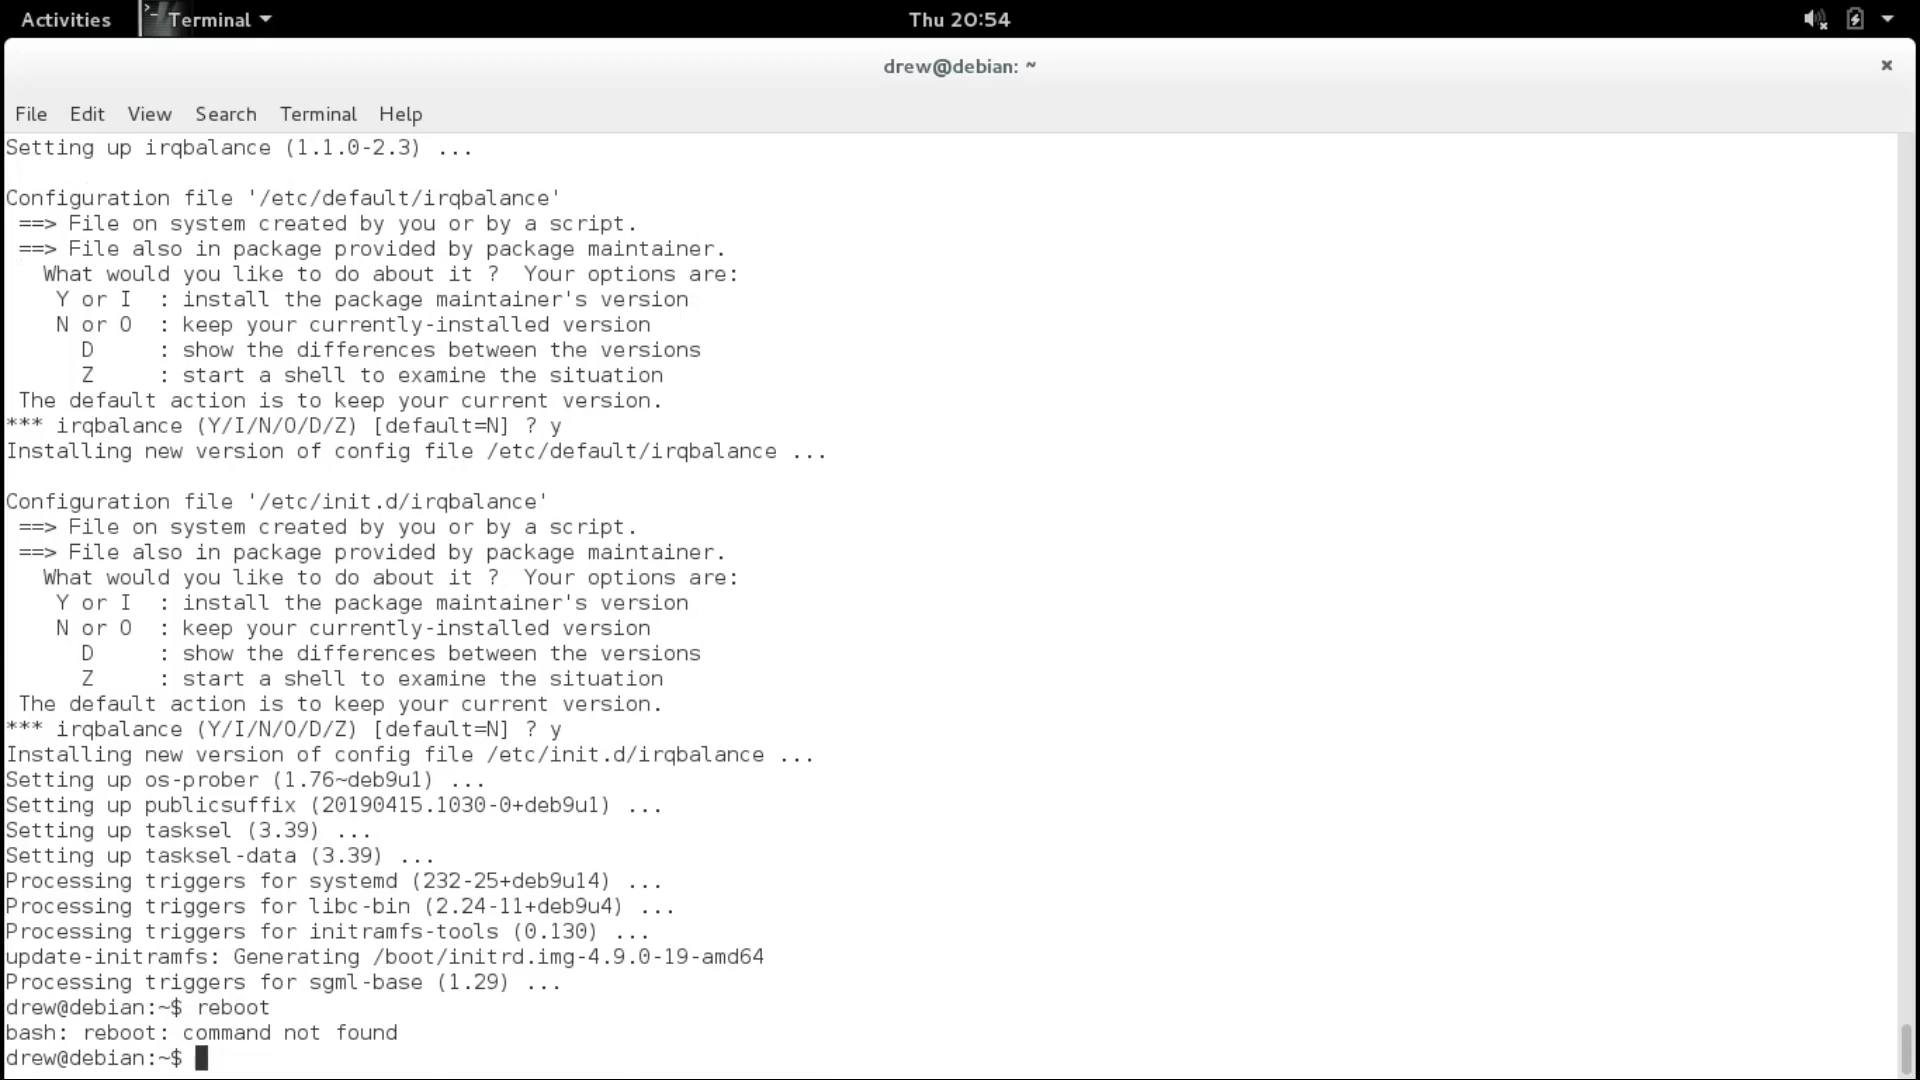 Activities Terminal Thu 20:54
drew@debian: ~ ×
File Edit View Search Terminal Help
Setting up irqbalance (1.1.0-2.3) ...
Configuration file '/etc/default/irqbalance'
 ==> File on system created by you or by a script.
 ==> File also in package provided by package maintainer.
   What would you like to do about it ?  Your options are:
    Y or I  : install the package maintainer's version
    N or O  : keep your currently-installed version
      D     : show the differences between the versions
      Z     : start a shell to examine the situation
 The default action is to keep your current version.
*** irqbalance (Y/I/N/O/D/Z) [default=N] ? y
Installing new version of config file /etc/default/irqbalance ...
Configuration file '/etc/init.d/irqbalance'
 ==> File on system created by you or by a script.
 ==> File also in package provided by package maintainer.
   What would you like to do about it ?  Your options are:
    Y or I  : install the package maintainer's version
    N or O  : keep your currently-installed version
      D     : show the differences between the versions
      Z     : start a shell to examine the situation
 The default action is to keep your current version.
*** irqbalance (Y/I/N/O/D/Z) [default=N] ? y
Installing new version of config file /etc/init.d/irqbalance ...
Setting up os-prober (1.76~deb9u1) ...
Setting up publicsuffix (20190415.1030-0+deb9u1) ...
Setting up tasksel (3.39) ...
Setting up tasksel-data (3.39) ...
Processing triggers for systemd (232-25+deb9u14) ...
Processing triggers for libc-bin (2.24-11+deb9u4) ...
Processing triggers for initramfs-tools (0.130) ...
update-initramfs: Generating /boot/initrd.img-4.9.0-19-amd64
Processing triggers for sgml-base (1.29) ...
drew@debian:~$ reboot
bash: reboot: command not found
drew@debian:~$